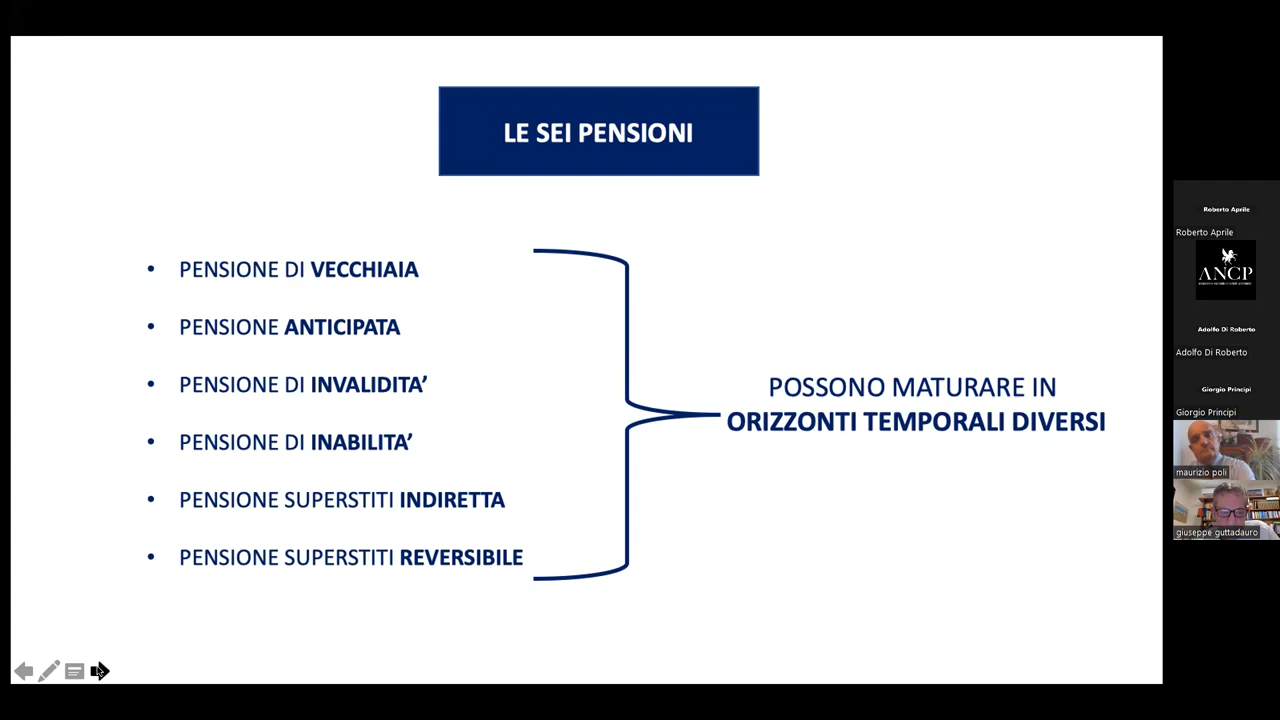 LE SEI PENSIONI
• PENSIONE DI VECCHIAIA
• PENSIONE ANTICIPATA
• PENSIONE DI INVALIDITA’
• PENSIONE DI INABILITA’
• PENSIONE SUPERSTITI INDIRETTA
• PENSIONE SUPERSTITI REVERSIBILE
POSSONO MATURARE IN
ORIZZONTI TEMPORALI DIVERSI
Roberto Aprile
Roberto Aprile
ANCP
Adolfo Di Roberto
Adolfo Di Roberto
Giorgio Principi
Giorgio Principi
maurizio poli
giuseppe guttadauro